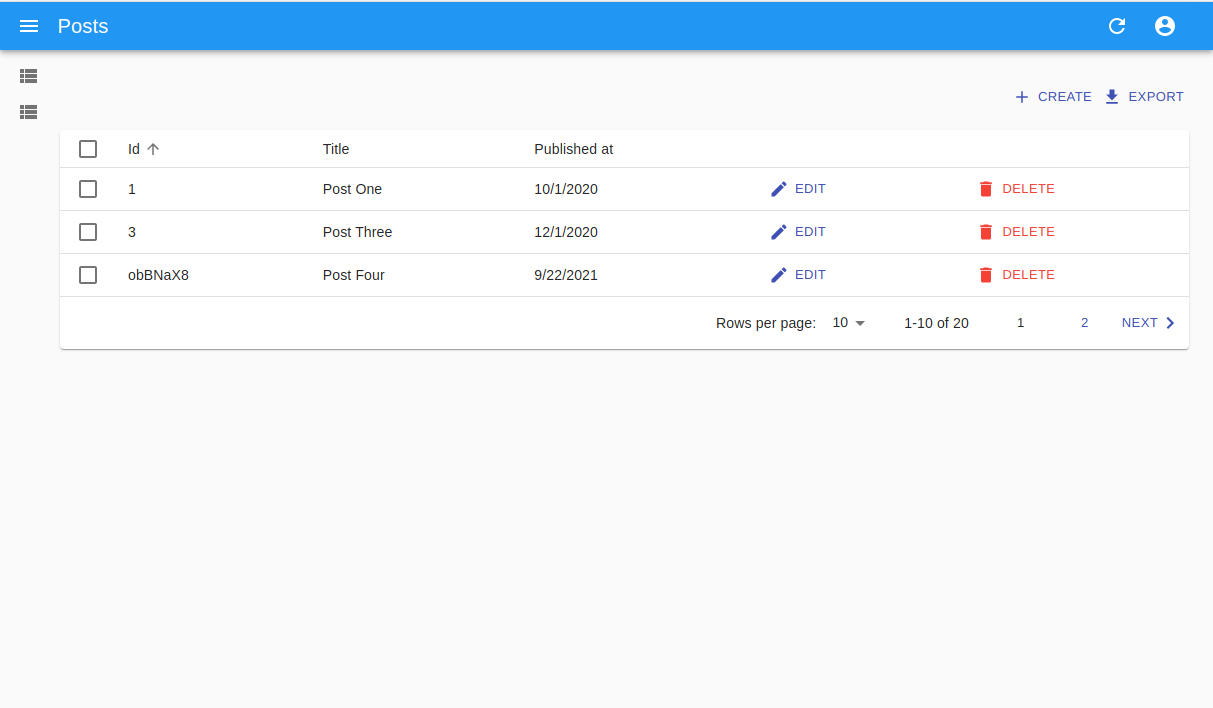 Posts
CREATE EXPORT
Id Title Published at
1 Post One 10/1/2020 EDIT DELETE
3 Post Three 12/1/2020 EDIT DELETE
obBNaX8 Post Four 9/22/2021 EDIT DELETE
Rows per page: 10 1-10 of 20 1 2 NEXT